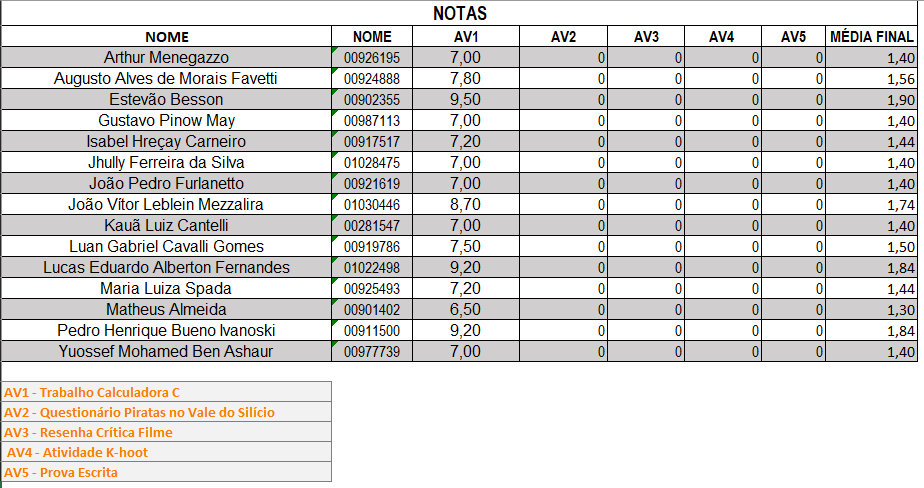 NOTAS
NOME NOME AV1 AV2 AV3 AV4 AV5 MÉDIA FINAL
Arthur Menegazzo 00926195 7,00 0 0 0 0 1,40
Augusto Alves de Morais Favetti 00924888 7,80 0 0 0 0 1,56
Estevão Besson 00902355 9,50 0 0 0 0 1,90
Gustavo Pinow May 00987113 7,00 0 0 0 0 1,40
Isabel Hreçay Carneiro 00917517 7,20 0 0 0 0 1,44
Jhully Ferreira da Silva 01028475 7,00 0 0 0 0 1,40
João Pedro Furlanetto 00921619 7,00 0 0 0 0 1,40
João Vítor Leblein Mezzalira 01030446 8,70 0 0 0 0 1,74
Kauã Luiz Cantelli 00281547 7,00 0 0 0 0 1,40
Luan Gabriel Cavalli Gomes 00919786 7,50 0 0 0 0 1,50
Lucas Eduardo Alberton Fernandes 01022498 9,20 0 0 0 0 1,84
Maria Luiza Spada 00925493 7,20 0 0 0 0 1,44
Matheus Almeida 00901402 6,50 0 0 0 0 1,30
Pedro Henrique Bueno Ivanoski 00911500 9,20 0 0 0 0 1,84
Yuossef Mohamed Ben Ashaur 00977739 7,00 0 0 0 0 1,40
AV1 - Trabalho Calculadora C
AV2 - Questionário Piratas no Vale do Silício
AV3 - Resenha Crítica Filme
AV4 - Atividade K-hoot
AV5 - Prova Escrita